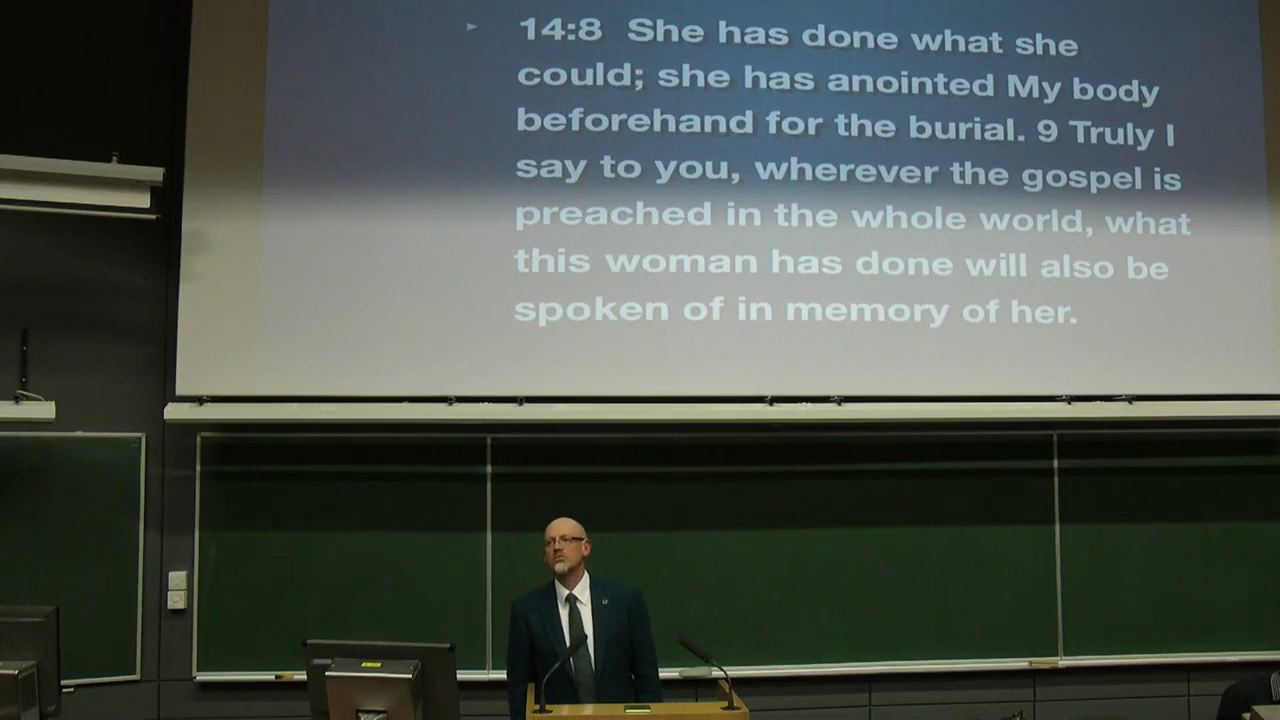 14:8 She has done what she
could; she has anointed My body
beforehand for the burial. 9 Truly I
say to you, wherever the gospel is
preached in the whole world, what
this woman has done will also be
spoken of in memory of her.